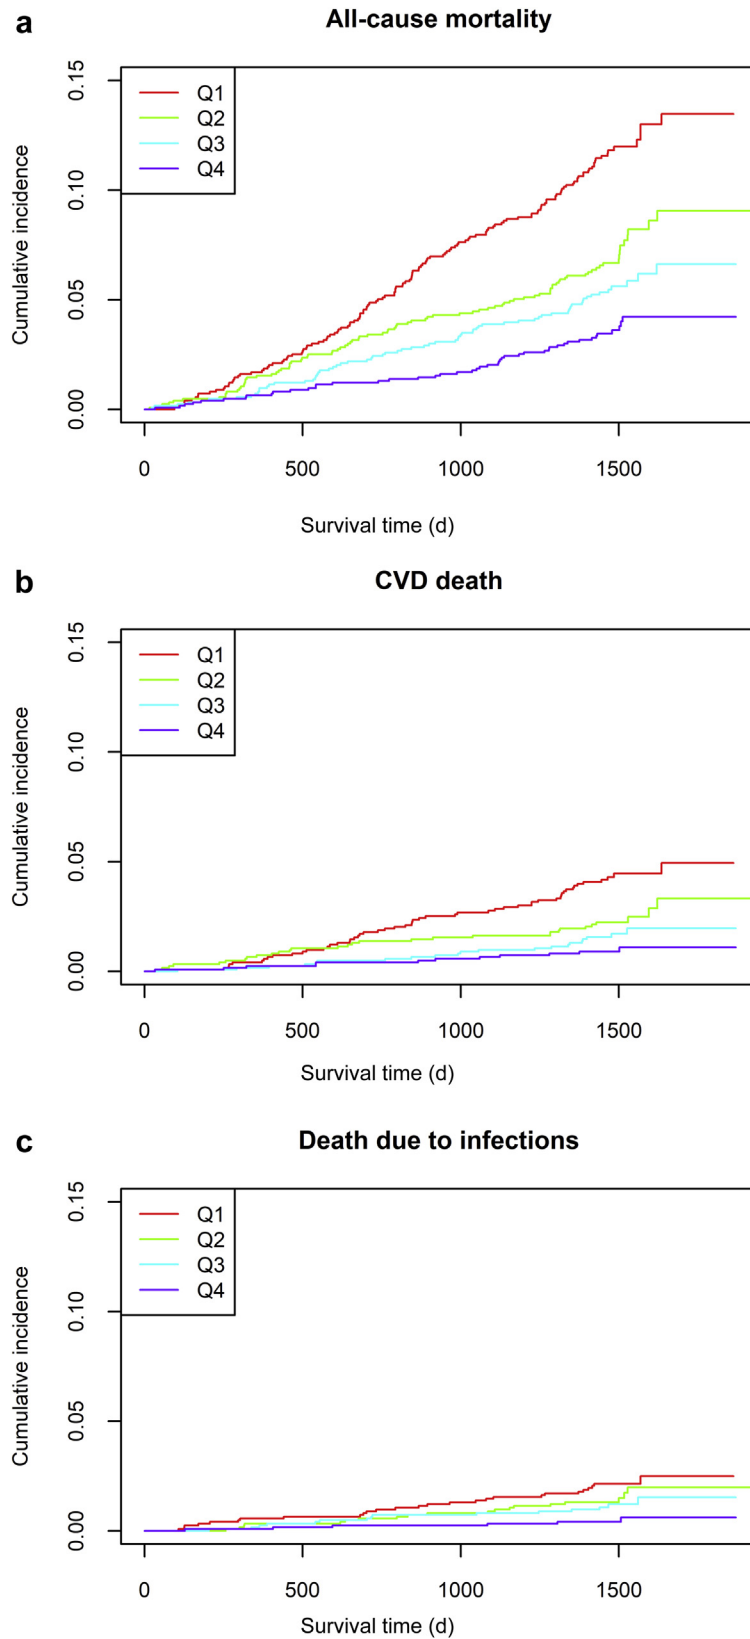 a
All-cause mortality
Q1
Q2
Q3
Q4
0.15
0.10
0.05
0.00
Cumulative incidence
0 500 1000 1500
Survival time (d)
b
CVD death
Q1
Q2
Q3
Q4
0.15
0.10
0.05
0.00
Cumulative incidence
0 500 1000 1500
Survival time (d)
c
Death due to infections
Q1
Q2
Q3
Q4
0.15
0.10
0.05
0.00
Cumulative incidence
0 500 1000 1500
Survival time (d)